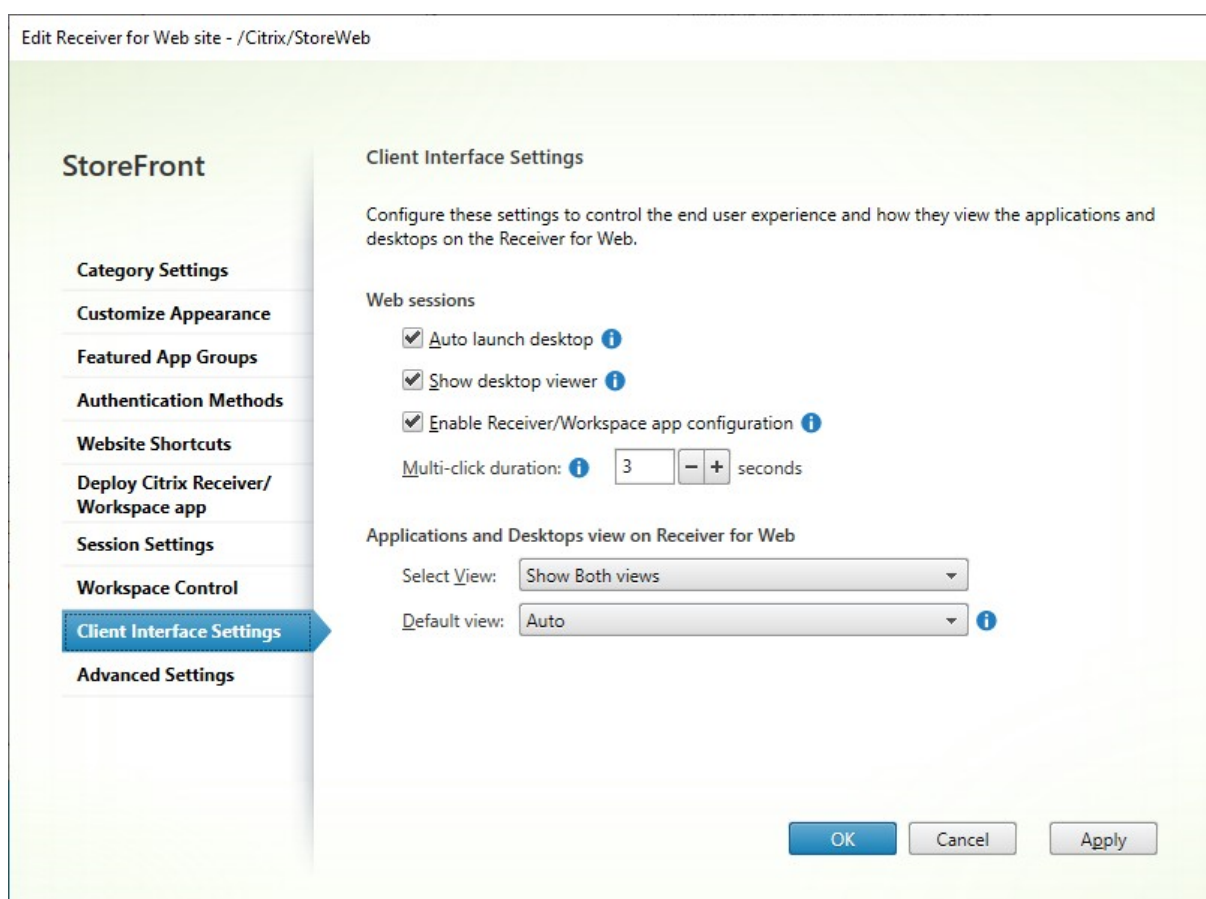 Edit Receiver for Web site - /Citrix/StoreWeb
StoreFront
Category Settings
Customize Appearance
Featured App Groups
Authentication Methods
Website Shortcuts
Deploy Citrix Receiver/
Workspace app
Session Settings
Workspace Control
Client Interface Settings
Advanced Settings
Client Interface Settings
Configure these settings to control the end user experience and how they view the applications and
desktops on the Receiver for Web.
Web sessions
Auto launch desktop
Show desktop viewer
Enable Receiver/Workspace app configuration
Multi-click duration: 3 seconds
Applications and Desktops view on Receiver for Web
Select View: Show Both views
Default view: Auto
OK Cancel Apply